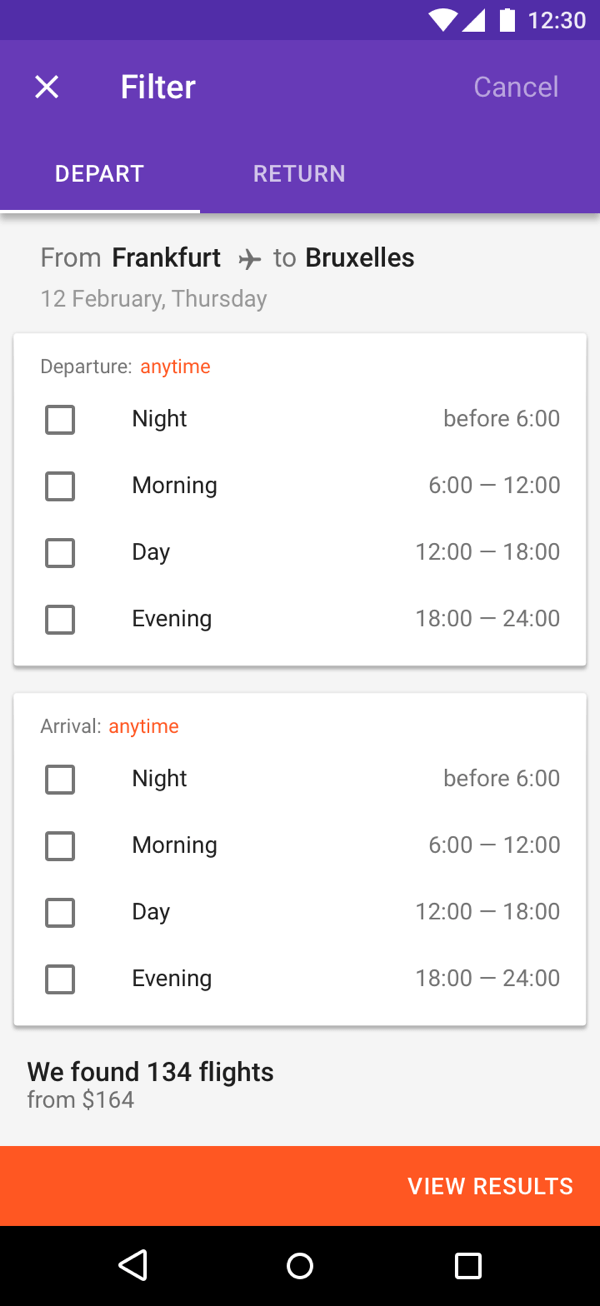 12:30
Filter
Cancel
DEPART
RETURN
From Frankfurt to Bruxelles
12 February, Thursday
Departure: anytime
Night before 6:00
Morning 6:00 — 12:00
Day 12:00 — 18:00
Evening 18:00 — 24:00
Arrival: anytime
Night before 6:00
Morning 6:00 — 12:00
Day 12:00 — 18:00
Evening 18:00 — 24:00
We found 134 flights
from $164
VIEW RESULTS